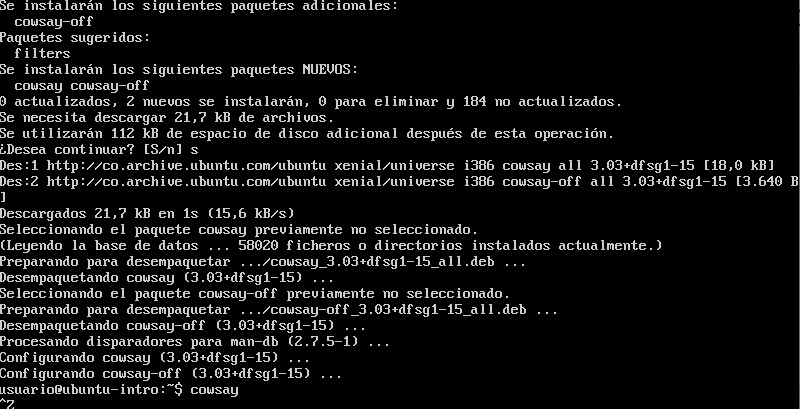 Se instalarán los siguientes paquetes adicionales:
  cowsay-off
Paquetes sugeridos:
  filters
Se instalarán los siguientes paquetes NUEVOS:
  cowsay cowsay-off
0 actualizados, 2 nuevos se instalarán, 0 para eliminar y 184 no actualizados.
Se necesita descargar 21,7 kB de archivos.
Se utilizarán 112 kB de espacio de disco adicional después de esta operación.
¿Desea continuar? [S/n] s
Des:1 http://co.archive.ubuntu.com/ubuntu xenial/universe i386 cowsay all 3.03+dfsg1-15 [18,0 kB]
Des:2 http://co.archive.ubuntu.com/ubuntu xenial/universe i386 cowsay-off all 3.03+dfsg1-15 [3.640 B
]
Descargados 21,7 kB en 1s (15,6 kB/s)
Seleccionando el paquete cowsay previamente no seleccionado.
(Leyendo la base de datos ... 58020 ficheros o directorios instalados actualmente.)
Preparando para desempaquetar .../cowsay_3.03+dfsg1-15_all.deb ...
Desempaquetando cowsay (3.03+dfsg1-15) ...
Seleccionando el paquete cowsay-off previamente no seleccionado.
Preparando para desempaquetar .../cowsay-off_3.03+dfsg1-15_all.deb ...
Desempaquetando cowsay-off (3.03+dfsg1-15) ...
Procesando disparadores para man-db (2.7.5-1) ...
Configurando cowsay (3.03+dfsg1-15) ...
Configurando cowsay-off (3.03+dfsg1-15) ...
usuario@ubuntu-intro:~$ cowsay
^Z